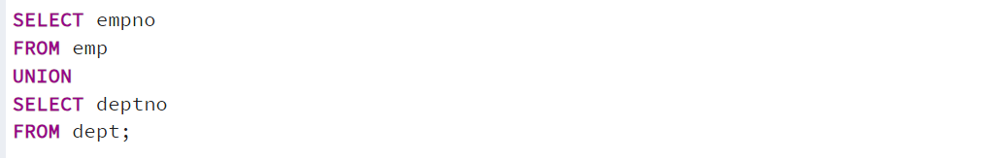 SELECT empno
FROM emp
UNION
SELECT deptno
FROM dept;